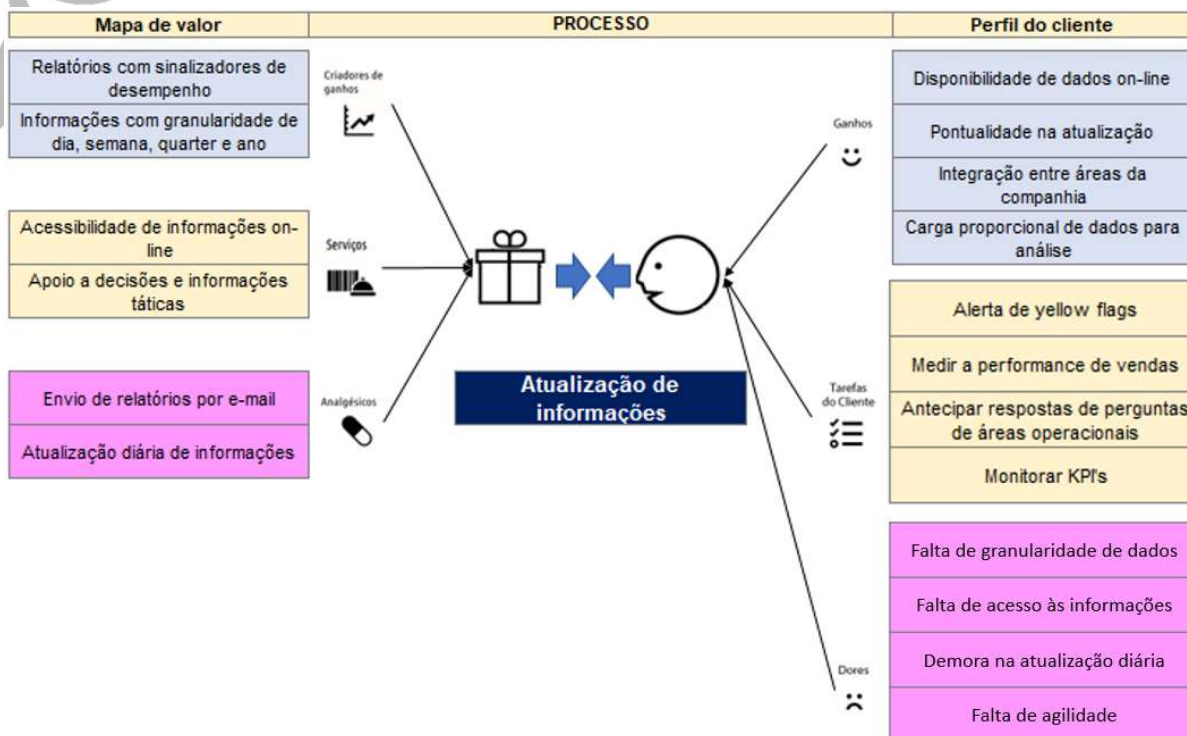 Mapa de valor
PROCESSO
Perfil do cliente
Relatórios com sinalizadores de
desempenho
Informações com granularidade de
dia, semana, quarter e ano
Criadores de
ganhos
Acessibilidade de informações on-
line
Apoio a decisões e informações
táticas
Serviços
Envio de relatórios por e-mail
Atualização diária de informações
Analgésicos
Atualização de
informações
Ganhos
Disponibilidade de dados on-line
Pontualidade na atualização
Integração entre áreas da
companhia
Carga proporcional de dados para
análise
Tarefas
do Cliente
Alerta de yellow flags
Medir a performance de vendas
Antecipar respostas de perguntas
de áreas operacionais
Monitorar KPI's
Dores
Falta de granularidade de dados
Falta de acesso às informações
Demora na atualização diária
Falta de agilidade